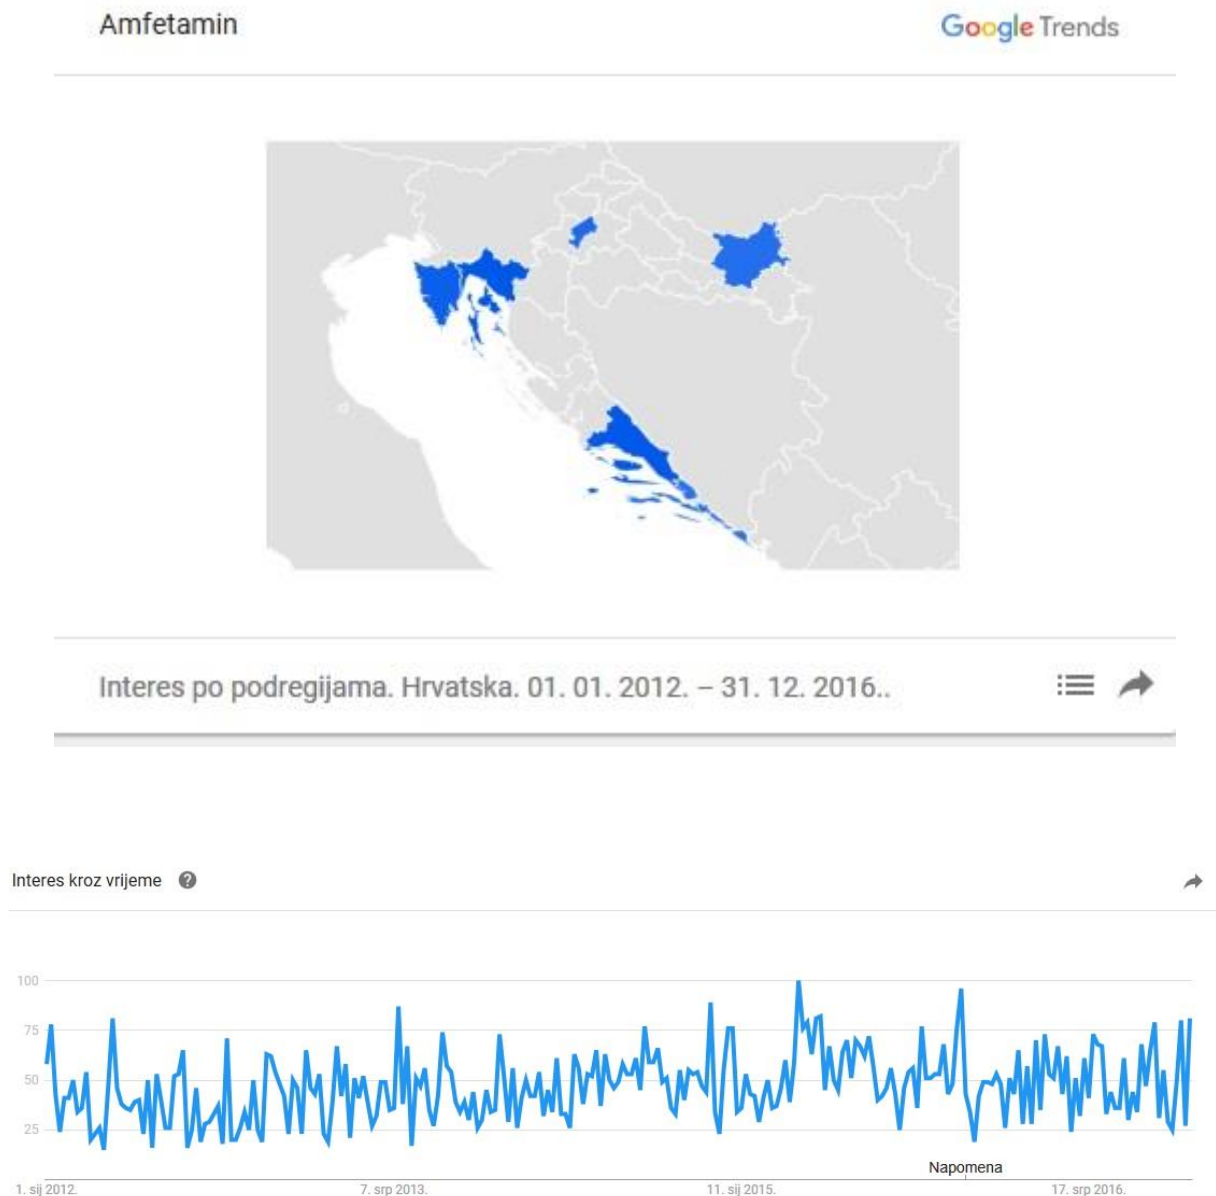 Amfetamin
Google Trends
Interes po podregijama. Hrvatska. 01. 01. 2012. – 31. 12. 2016..
Interes kroz vrijeme ?
100
75
50
25
Napomena
1. sij 2012.
7. srp 2013.
11. sij 2015.
17. srp 2016.